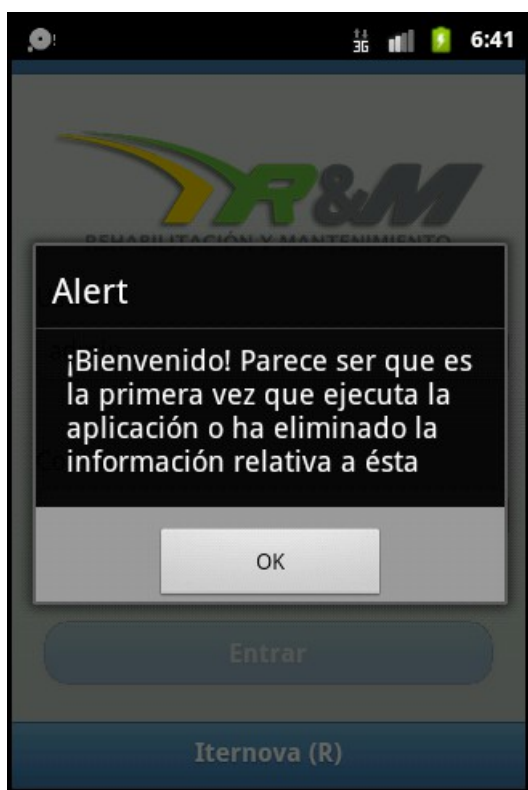 3G 6:41
R&M
REHABILITACIÓN Y MANTENIMIENTO
Alert
¡Bienvenido! Parece ser que es
la primera vez que ejecuta la
aplicación o ha eliminado la
información relativa a ésta
OK
Entrar
Iternova (R)